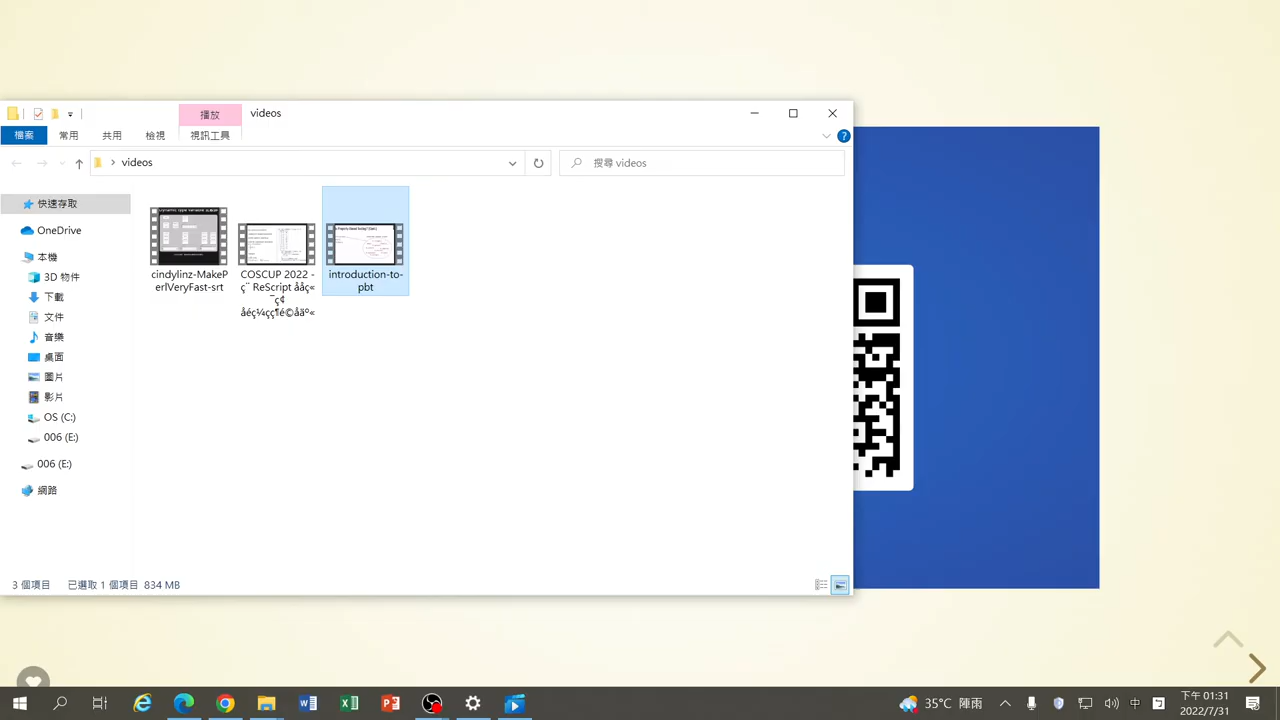 播放 videos
檔案 常用 共用 檢視 視訊工具
videos 搜尋 videos
快速存取
OneDrive
本機
3D 物件
下載
文件
音樂
桌面
圖片
影片
OS (C:)
006 (E:)
006 (E:)
網路
cindylinz-MakeP
erlVeryFast-srt
COSCUP 2022 -
introduction-to-
pbt
3 個項目 已選取 1 個項目 834 MB
35°C 陣雨
中
下午 01:31
2022/7/31